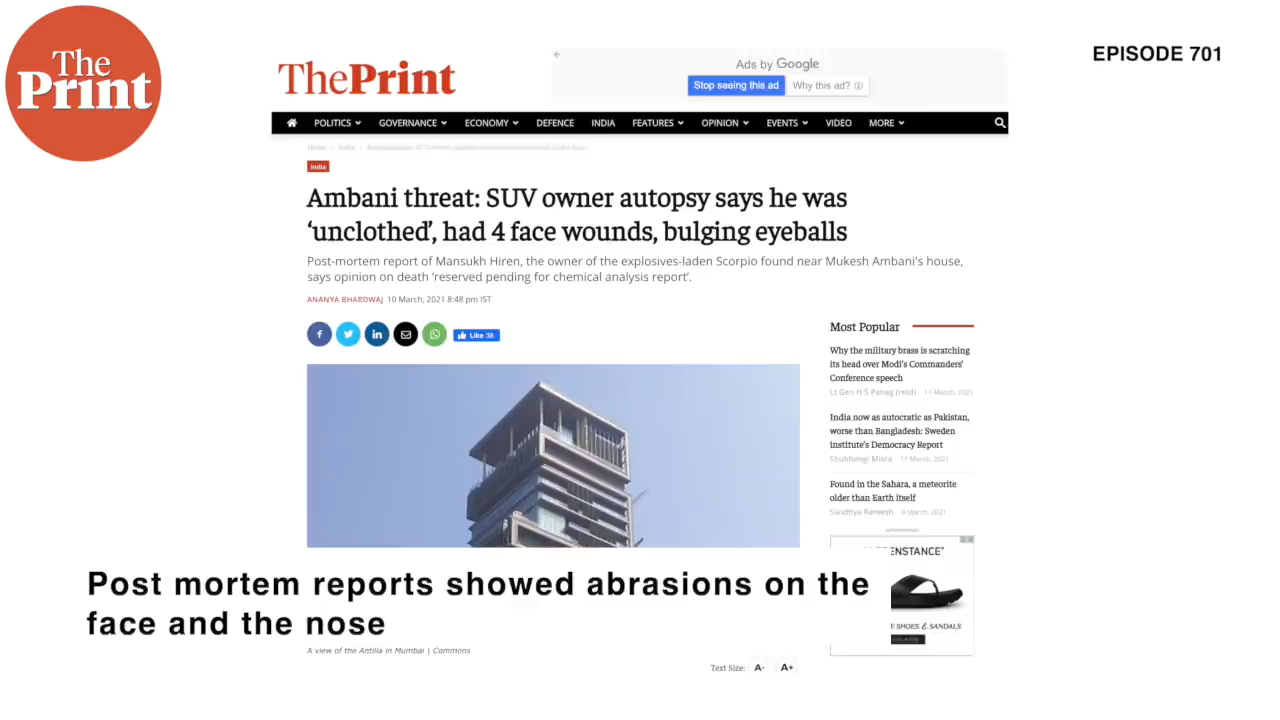 The
Print
EPISODE 701
ThePrint
Ads by Google
Stop seeing this ad
Why this ad?
POLITICS
GOVERNANCE
ECONOMY
DEFENCE
INDIA
FEATURES
OPINION
EVENTS
VIDEO
MORE
Home
India
India
Ambani threat: SUV owner autopsy says he was
‘unclothed’, had 4 face wounds, bulging eyeballs
Post-mortem report of Mansukh Hiren, the owner of the explosives-laden Scorpio found near Mukesh Ambani's house,
says opinion on death ‘reserved pending for chemical analysis report’.
ANANYA BHARDWAJ 10 March, 2021 8:48 pm IST
Like 38
Most Popular
Why the military brass is scratching
its head over Modi's Commanders'
Conference speech
Lt Gen H S Panag (retd) 11 March, 2021
India now as autocratic as Pakistan,
worse than Bangladesh: Sweden
institute's Democracy Report
Shubhangi Misra 11 March, 2021
Found in the Sahara, a meteorite
older than Earth itself
Sandhya Ramesh 9 March, 2021
SHOES & SANDALS
Post mortem reports showed abrasions on the
face and the nose
A view of the Antilia in Mumbai | Commons
Text Size: A- A+